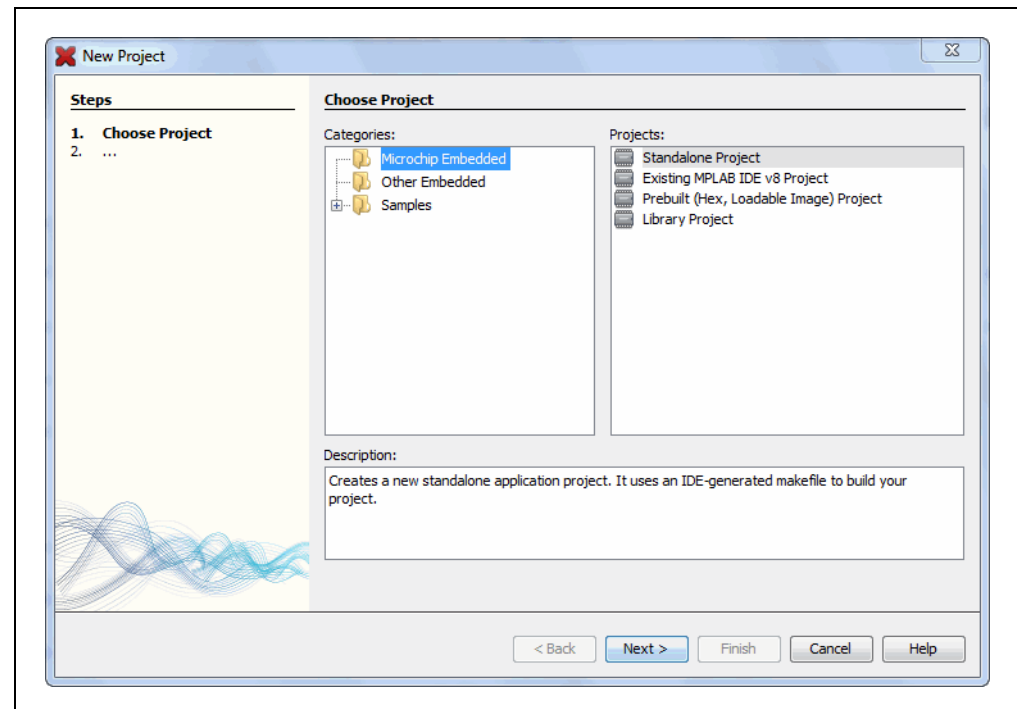 New Project
Steps
1. Choose Project
2. ...
Choose Project
Categories:
Microchip Embedded
Other Embedded
Samples
Projects:
Standalone Project
Existing MPLAB IDE v8 Project
Prebuilt (Hex, Loadable Image) Project
Library Project
Description:
Creates a new standalone application project. It uses an IDE-generated makefile to build your
project.
< Back Next > Finish Cancel Help